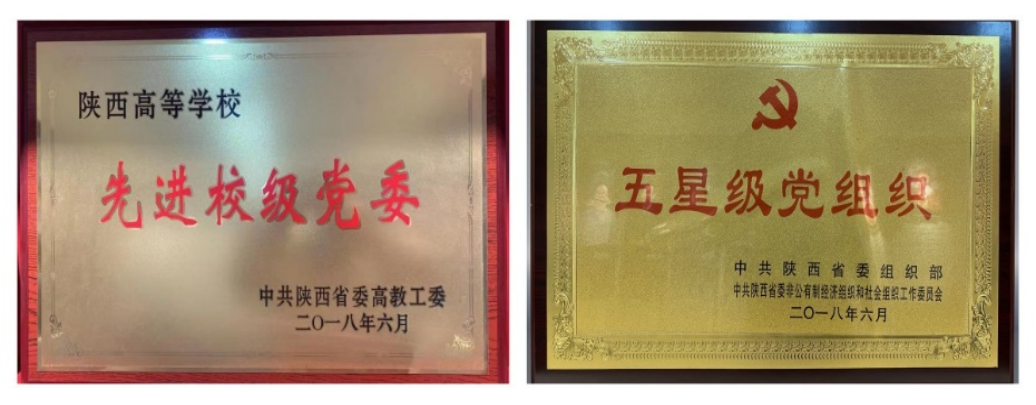 陕西高等学校
先进校级党委
中共陕西省委高教工委
二〇一八年六月
五星级党组织
中共陕西省委组织部
中共陕西省委非公有制经济组织和社会组织工作委员会
二〇一八年六月